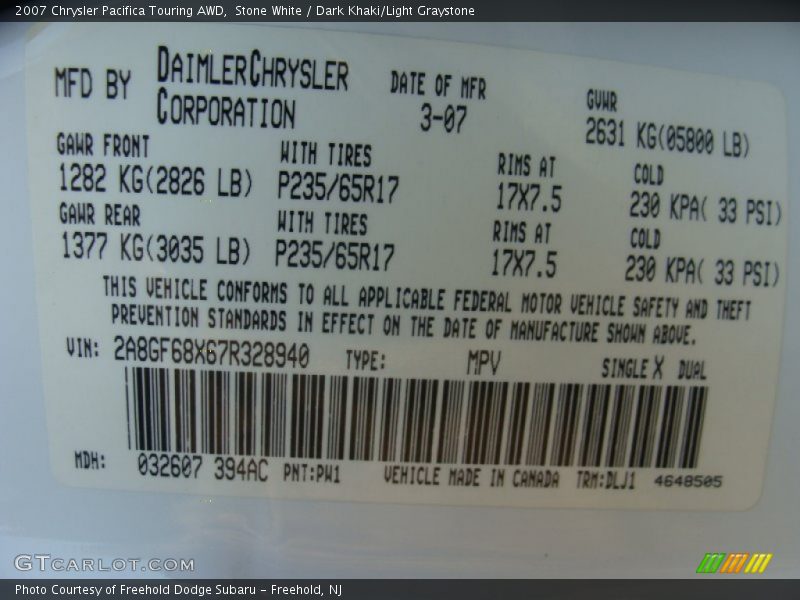 2007 Chrysler Pacifica Touring AWD,  Stone White / Dark Khaki/Light Graystone
MFD BY DAIMLERCHRYSLER CORPORATION DATE OF MFR 3-07 GVWR 2631 KG(05800 LB)
GAWR FRONT WITH TIRES RIMS AT COLD
1282 KG(2826 LB) P235/65R17 17X7.5 230 KPA( 33 PSI)
GAWR REAR WITH TIRES RIMS AT COLD
1377 KG(3035 LB) P235/65R17 17X7.5 230 KPA( 33 PSI)
THIS VEHICLE CONFORMS TO ALL APPLICABLE FEDERAL MOTOR VEHICLE SAFETY AND THEFT
PREVENTION STANDARDS IN EFFECT ON THE DATE OF MANUFACTURE SHOWN ABOVE.
VIN: 2A8GF68X67R328940 TYPE: MPV SINGLE X DUAL
MDH: 032607 394AC PNT:PW1 VEHICLE MADE IN CANADA TRM:DLJ1 4648505
GTCARLOT.COM
Photo Courtesy of Freehold Dodge Subaru – Freehold, NJ